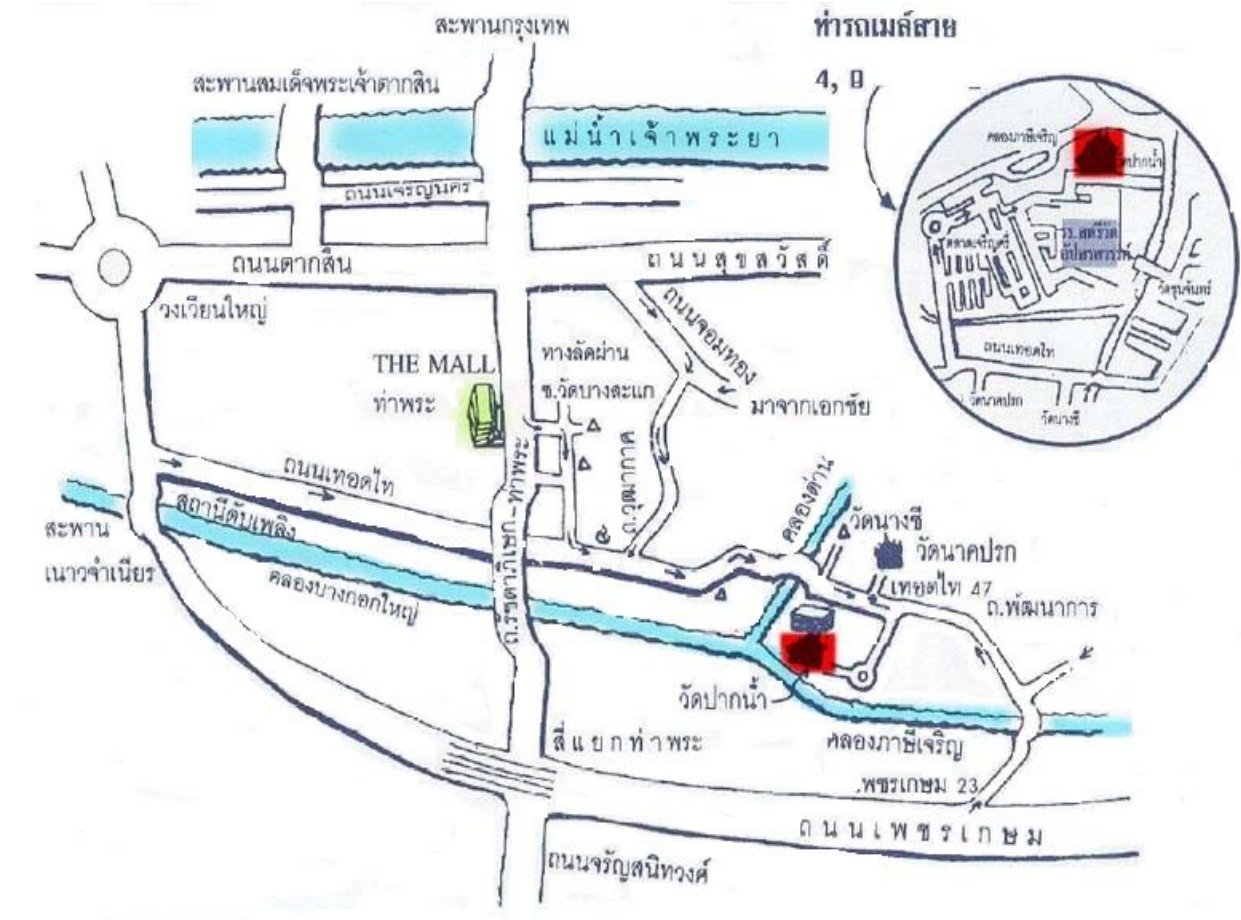 สะพานกรุงเทพ
ท่ารถเมล์สาย
4, 9
สะพานสมเด็จพระเจ้าตากสิน
แม่น้ำเจ้าพระยา
ถนนเจริญนคร
คลองภาษีเจริญ
ถนนตากสิน
ถนนสุขสวัสดิ์
ตลาดเจริญศรี
วัดขุนจันทร์
วงเวียนใหญ่
ถนนจอมทอง
THE MALL
ท่าพระ
ทางลัดผ่าน
ซ.วัดบางสะแก
มาจากเอกชัย
ถนนเทอดไท
วัดนาคปรก
วัดนางชี
ถนนเทอดไท
สถานีดับเพลิง
สะพาน
เนาวจำเนียร
คลองบางกอกใหญ่
ถ.รัชดาภิเษก-ท่าพระ
ถ.วุฒากาศ
คลองด่าน
วัดนางชี
วัดนาคปรก
เทอดไท 47
ถ.พัฒนาการ
วัดปากน้ำ
คลองภาษีเจริญ
สี่แยกท่าพระ
เพชรเกษม 23
ถนนเพชรเกษม
ถนนจรัญสนิทวงศ์